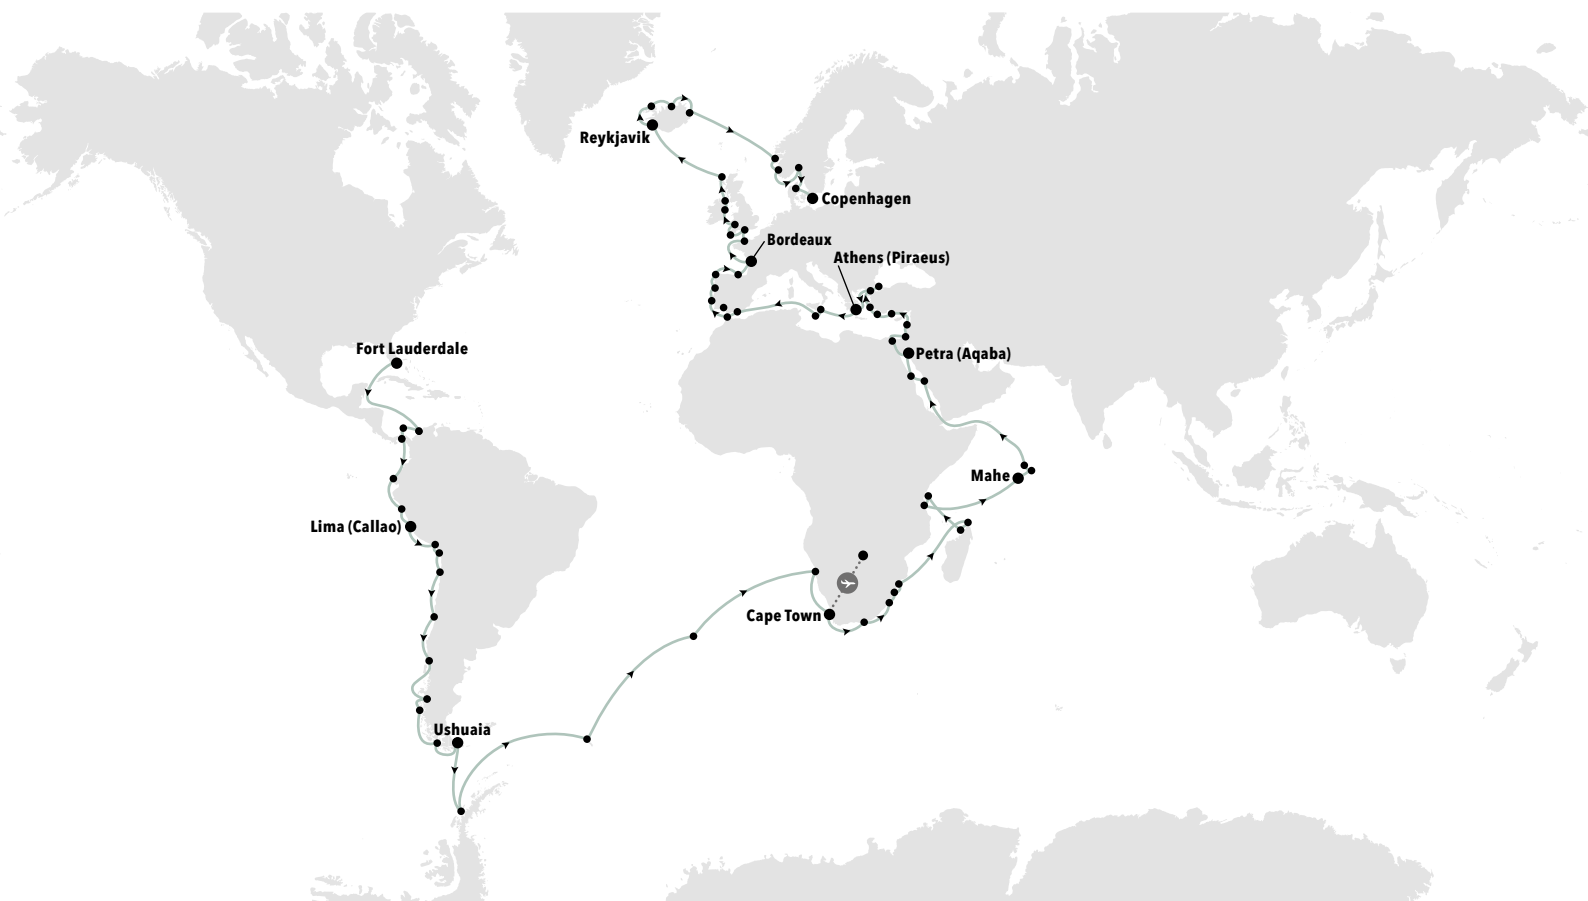 Reykjavik
Copenhagen
Bordeaux
Athens (Piraeus)
Fort Lauderdale
Petra (Aqaba)
Mahe
Lima (Callao)
Cape Town
Ushuaia